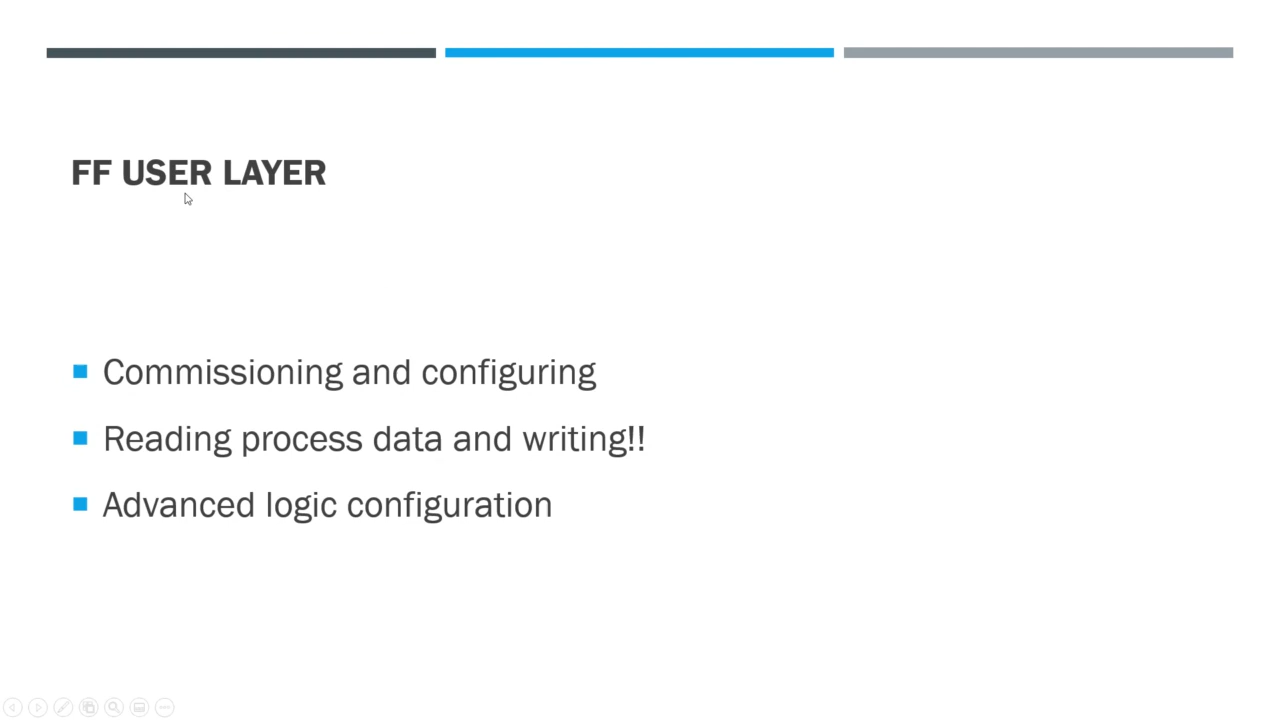 FF USER LAYER
Commissioning and configuring
Reading process data and writing!!
Advanced logic configuration